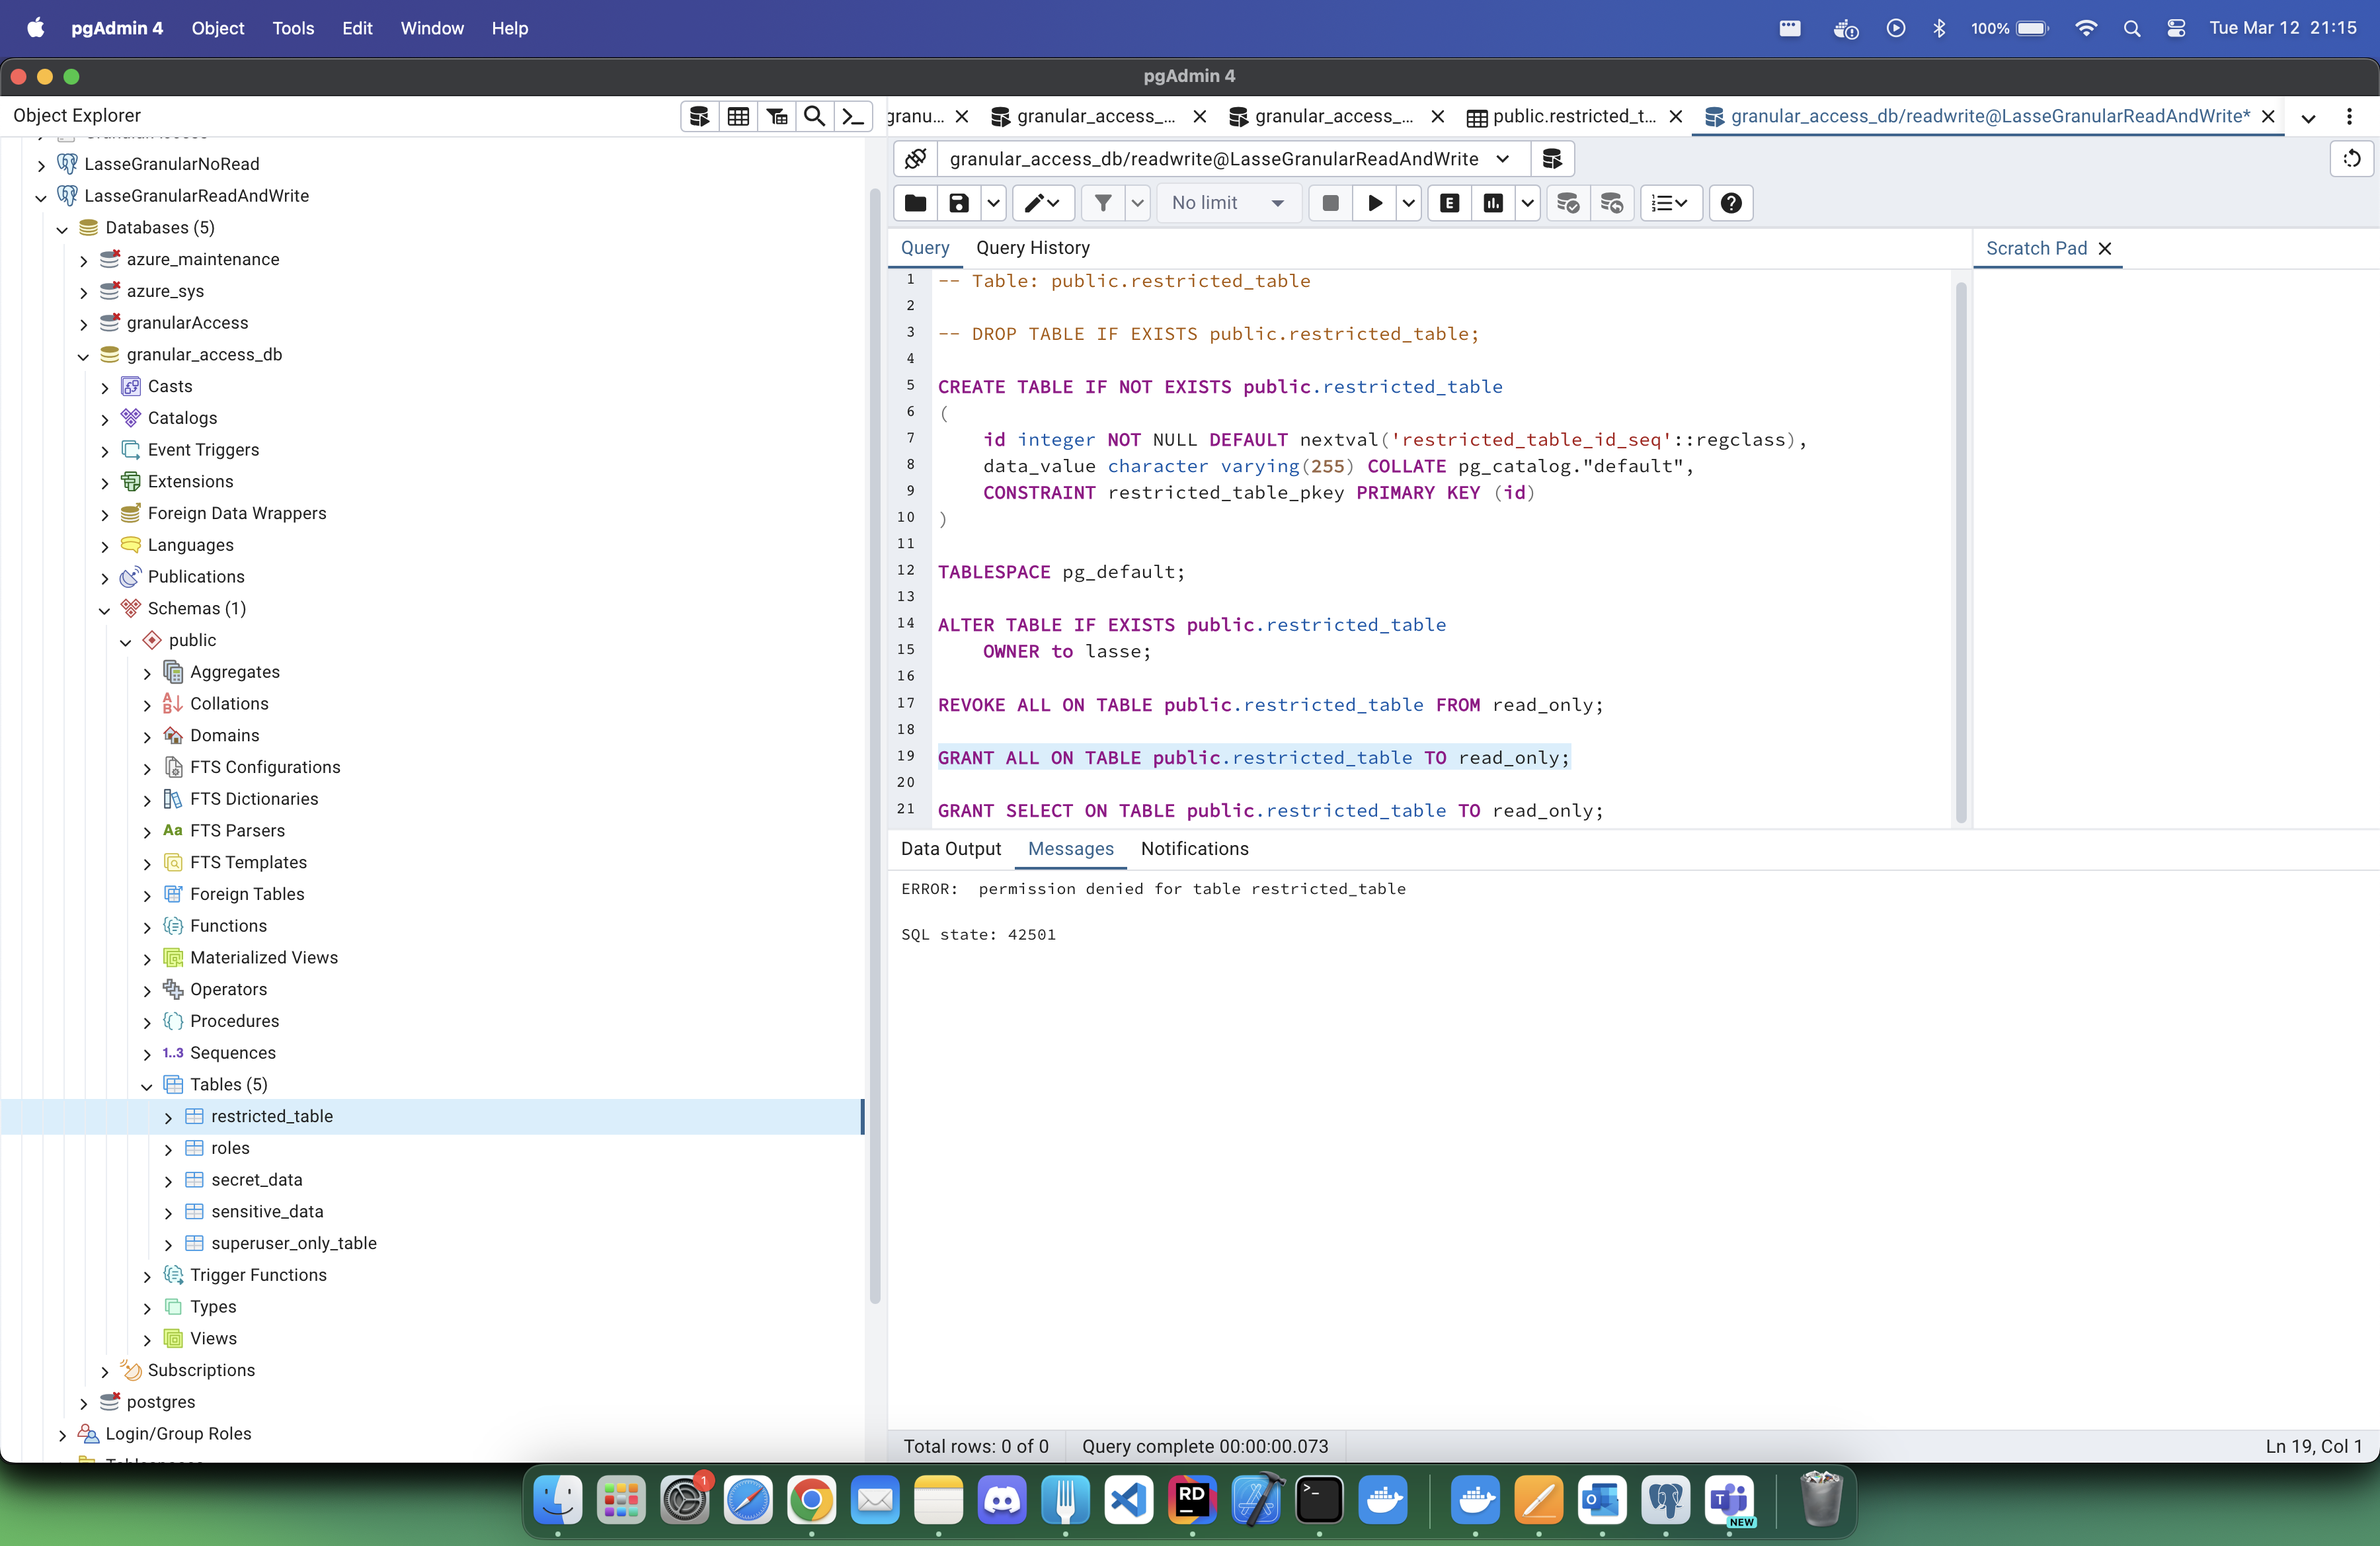 pgAdmin 4 Object Tools Edit Window Help 100% Tue Mar 12 21:15
pgAdmin 4
Object Explorer
LasseGranularNoRead
LasseGranularReadAndWrite
Databases (5)
azure_maintenance
azure_sys
granularAccess
granular_access_db
Casts
Catalogs
Event Triggers
Extensions
Foreign Data Wrappers
Languages
Publications
Schemas (1)
public
Aggregates
Collations
Domains
FTS Configurations
FTS Dictionaries
Aa FTS Parsers
FTS Templates
Foreign Tables
Functions
Materialized Views
Operators
Procedures
1..3 Sequences
Tables (5)
restricted_table
roles
secret_data
sensitive_data
superuser_only_table
Trigger Functions
Types
Views
Subscriptions
postgres
Login/Group Roles
granu... granular_access_... granular_access_... public.restricted_t... granular_access_db/readwrite@LasseGranularReadAndWrite*
granular_access_db/readwrite@LasseGranularReadAndWrite
No limit E
Query Query History
Scratch Pad
1 -- Table: public.restricted_table
2
3 -- DROP TABLE IF EXISTS public.restricted_table;
4
5 CREATE TABLE IF NOT EXISTS public.restricted_table
6 (
7 id integer NOT NULL DEFAULT nextval('restricted_table_id_seq'::regclass),
8 data_value character varying(255) COLLATE pg_catalog."default",
9 CONSTRAINT restricted_table_pkey PRIMARY KEY (id)
10 )
11
12 TABLESPACE pg_default;
13
14 ALTER TABLE IF EXISTS public.restricted_table
15 OWNER to lasse;
16
17 REVOKE ALL ON TABLE public.restricted_table FROM read_only;
18
19 GRANT ALL ON TABLE public.restricted_table TO read_only;
20
21 GRANT SELECT ON TABLE public.restricted_table TO read_only;
Data Output Messages Notifications
ERROR: permission denied for table restricted_table
SQL state: 42501
Total rows: 0 of 0 Query complete 00:00:00.073 Ln 19, Col 1
1
RD
NEW